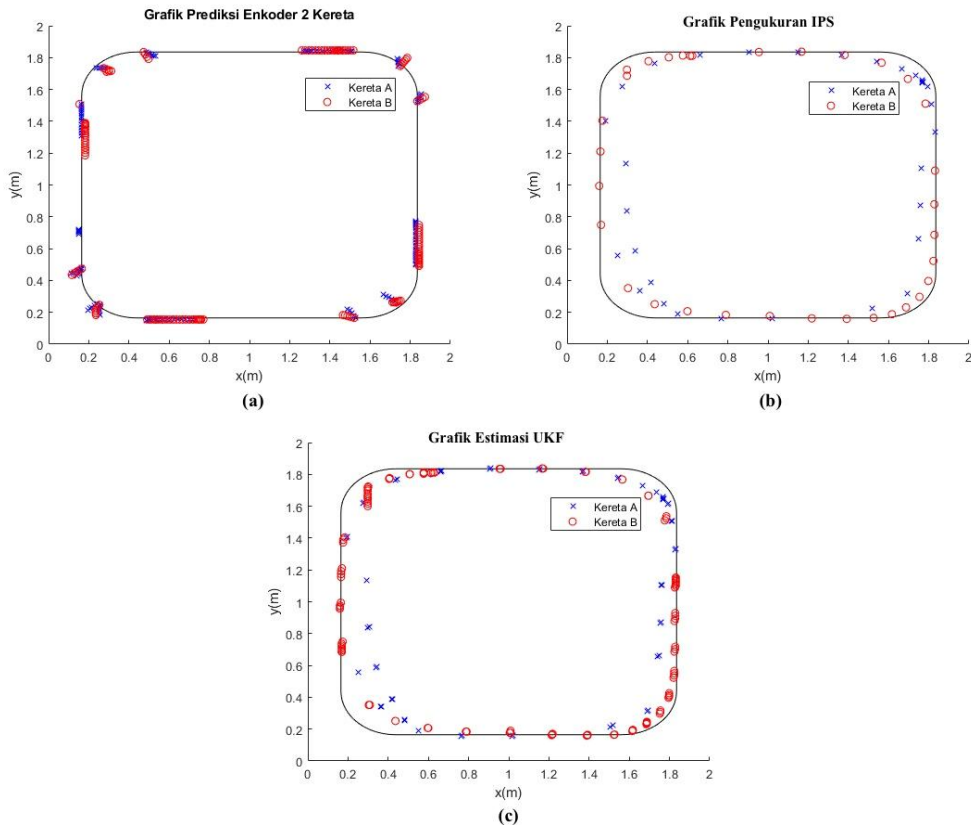 Grafik Prediksi Enkoder 2 Kereta
2
1.8
1.6
1.4
1.2
1
0.8
0.6
0.4
0.2
0
y(m)
Kereta A
Kereta B
0 0.2 0.4 0.6 0.8 1 1.2 1.4 1.6 1.8 2
x(m)
(a)
Grafik Pengukuran IPS
2
1.8
1.6
1.4
1.2
1
0.8
0.6
0.4
0.2
0
y(m)
Kereta A
Kereta B
0 0.2 0.4 0.6 0.8 1 1.2 1.4 1.6 1.8 2
x(m)
(b)
Grafik Estimasi UKF
2
1.8
1.6
1.4
1.2
1
0.8
0.6
0.4
0.2
0
y(m)
Kereta A
Kereta B
0 0.2 0.4 0.6 0.8 1 1.2 1.4 1.6 1.8 2
x(m)
(c)